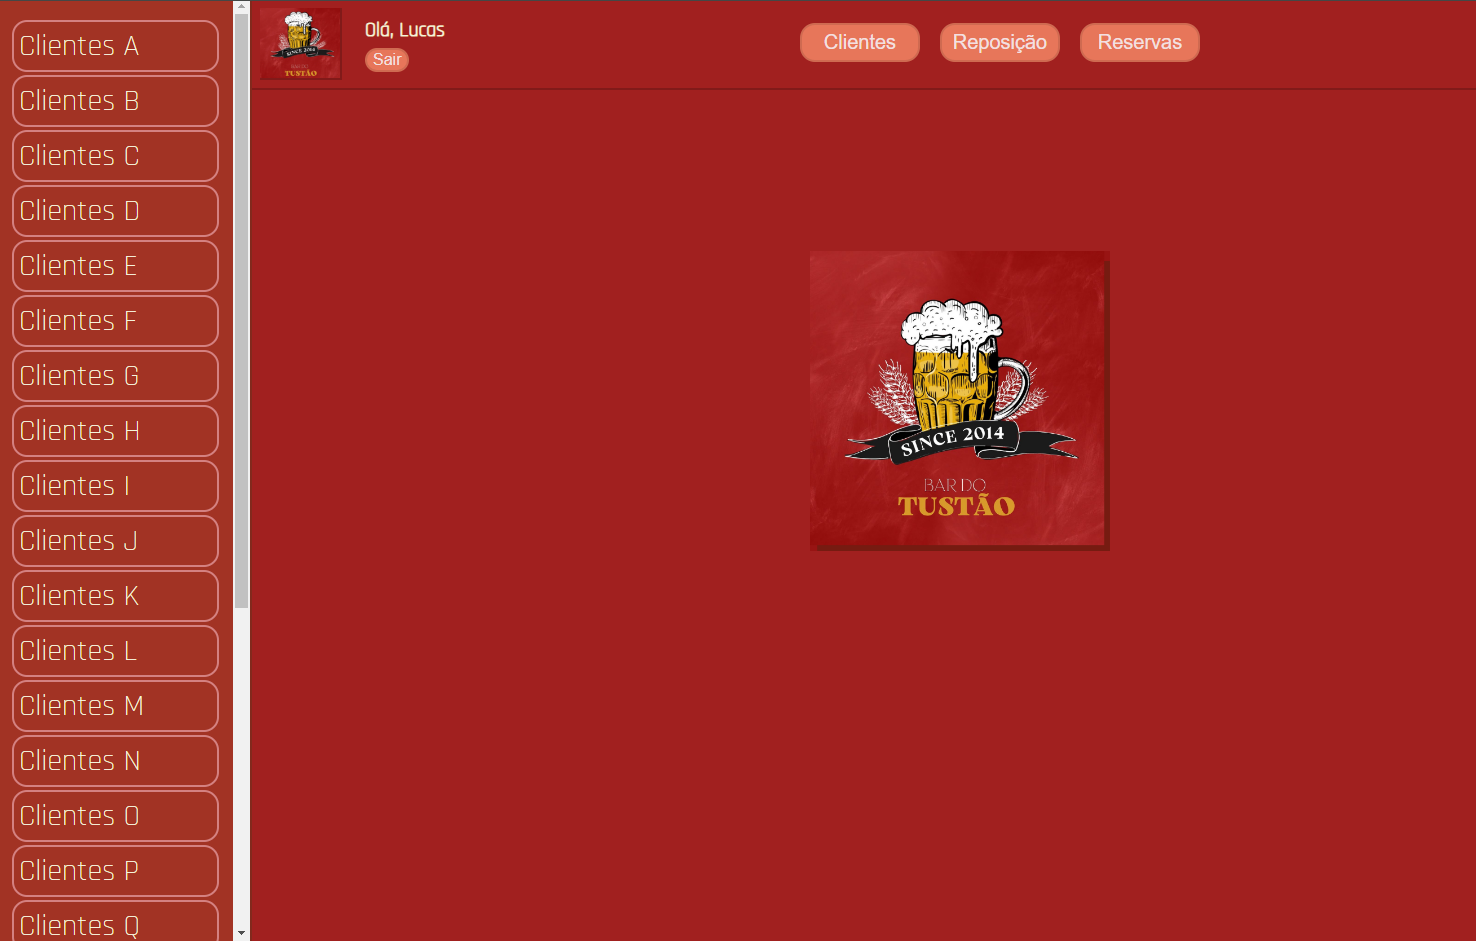 Clientes A
Clientes B
Clientes C
Clientes D
Clientes E
Clientes F
Clientes G
Clientes H
Clientes I
Clientes J
Clientes K
Clientes L
Clientes M
Clientes N
Clientes O
Clientes P
Clientes Q
SINCE 2014
BAR DO
TUSTÃO
Olá, Lucas
Sair
Clientes
Reposição
Reservas
SINCE 2014
BAR DO
TUSTÃO